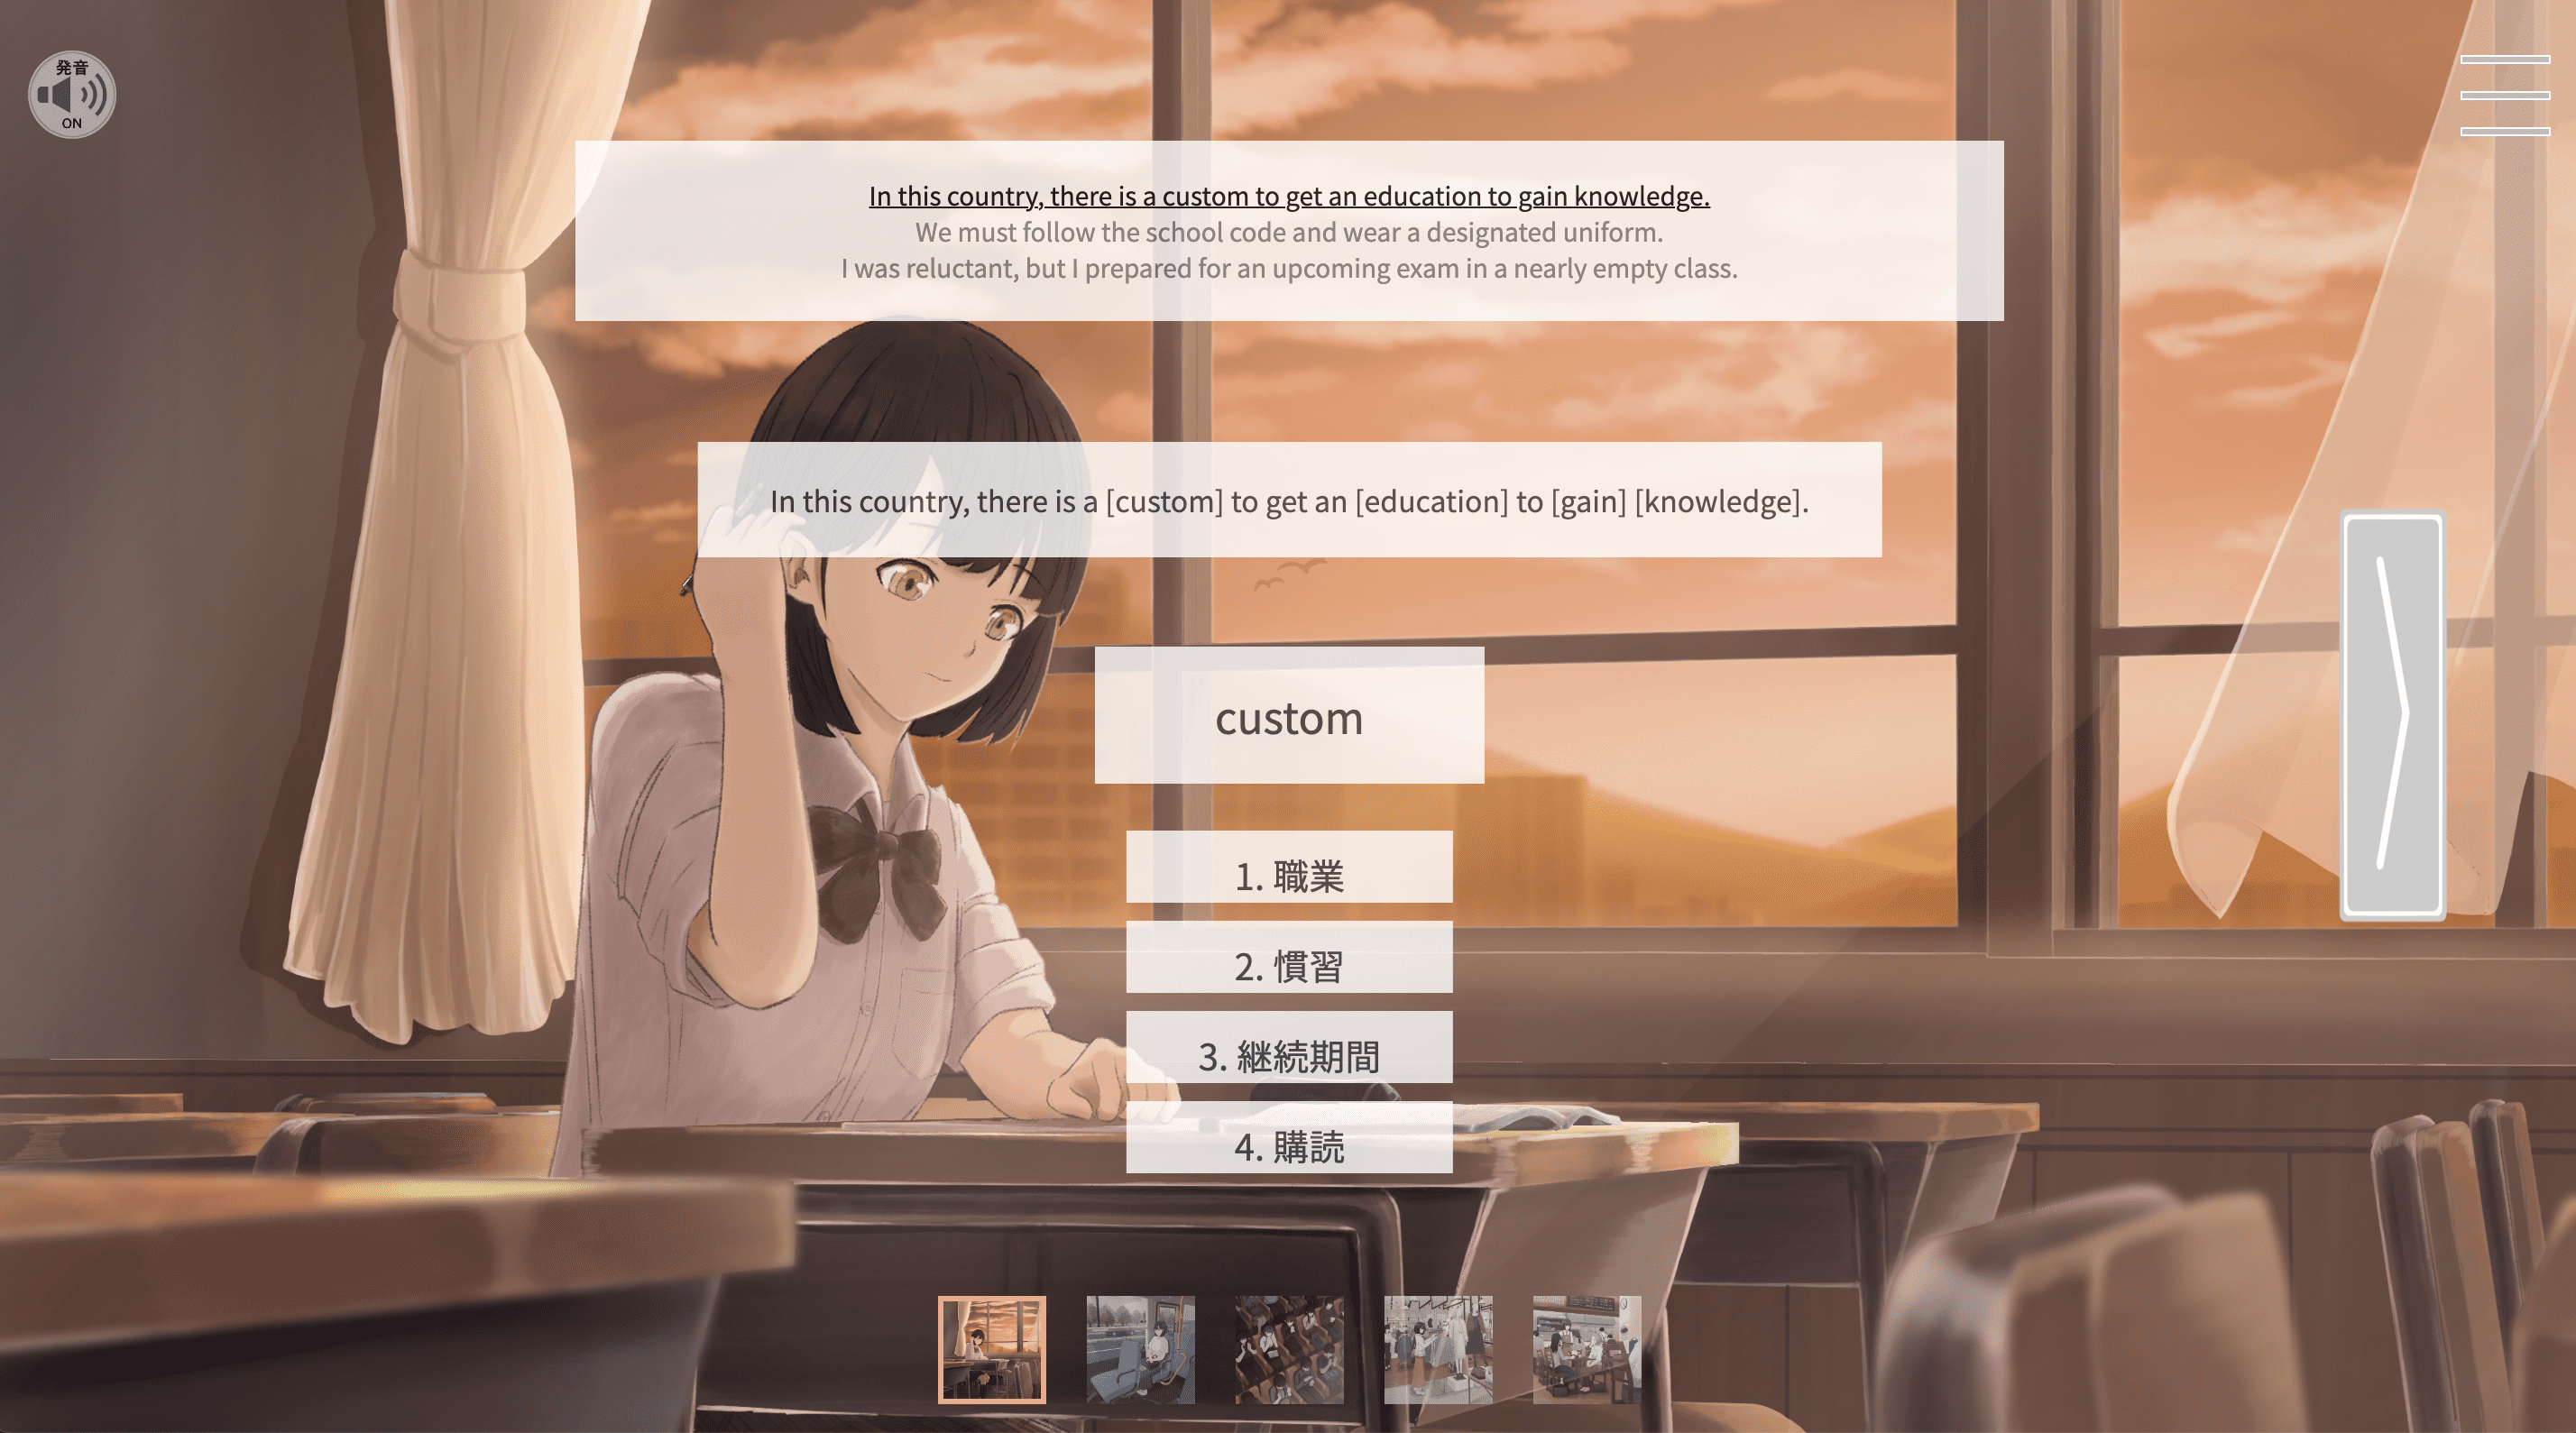 発音
ON
In this country, there is a custom to get an education to gain knowledge.
We must follow the school code and wear a designated uniform.
I was reluctant, but I prepared for an upcoming exam in a nearly empty class.
In this country, there is a [custom] to get an [education] to [gain] [knowledge].
custom
1. 職業
2. 慣習
3. 継続期間
4. 購読